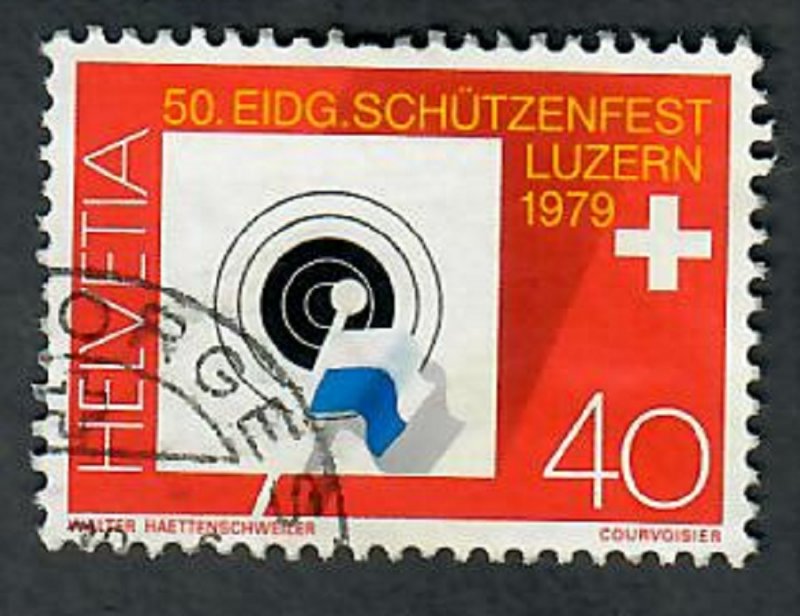 50. EIDG. SCHÜTZENFEST
LUZERN
1979
HELVETIA
40
WALTER HAETTENSCHWEILER
COURVOISIER